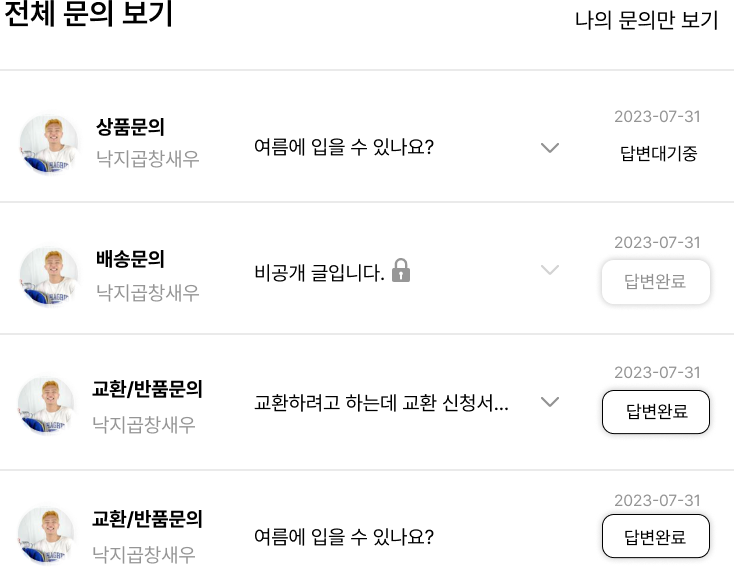 전체 문의 보기
나의 문의만 보기
상품문의
낙지곱창새우
여름에 입을 수 있나요?
2023-07-31
답변대기중
배송문의
낙지곱창새우
비공개 글입니다.
2023-07-31
답변완료
교환/반품문의
낙지곱창새우
교환하려고 하는데 교환 신청서...
2023-07-31
답변완료
교환/반품문의
낙지곱창새우
여름에 입을 수 있나요?
2023-07-31
답변완료